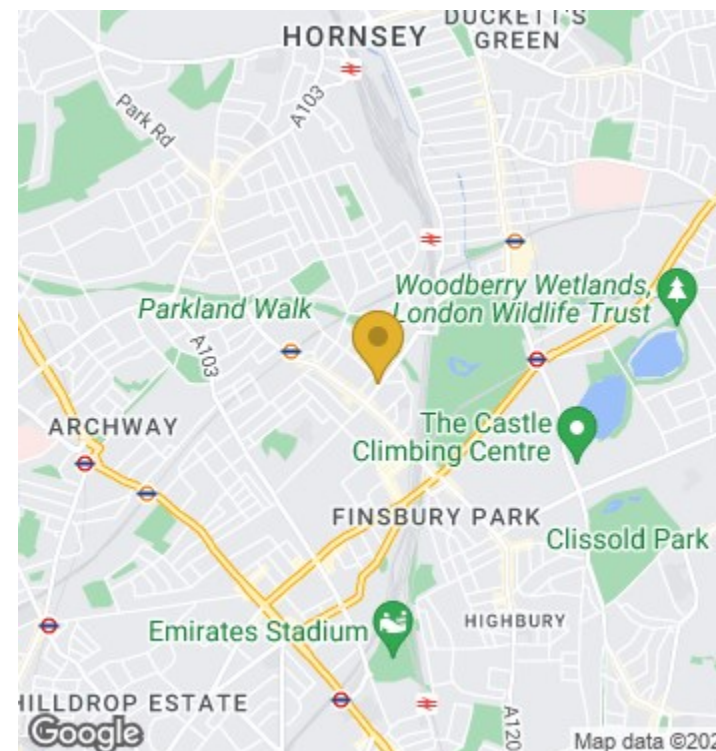 DUCKETT'S
GREEN
HORNSEY
Park Rd
A103
Woodberry Wetlands,
London Wildlife Trust
Parkland Walk
A103
ARCHWAY
The Castle
Climbing Centre
FINSBURY PARK
Clissold Park
Emirates Stadium
HIGHBURY
HILLDROP ESTATE
A120
Google
Map data ©202